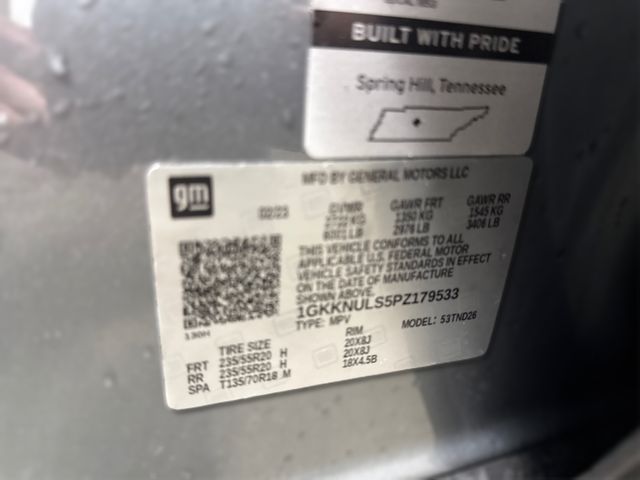 BUILT WITH PRIDE
Spring Hill, Tennessee
gm
MFD BY GENERAL MOTORS LLC
02/23 GVWR GAWR FRT GAWR RR
KG 1350 KG 1545 KG
LB 2976 LB 3406 LB
THIS VEHICLE CONFORMS TO ALL
APPLICABLE U.S. FEDERAL MOTOR
VEHICLE SAFETY STANDARDS IN EFFECT
ON THE DATE OF MANUFACTURE
SHOWN ABOVE.
1GKKNULS5PZ179533
TYPE: MPV MODEL: 53TND26
TIRE SIZE RIM
FRT 235/55R20 H 20X8J
RR 235/55R20 H 20X8J
SPA T135/70R18 M 18X4.5B